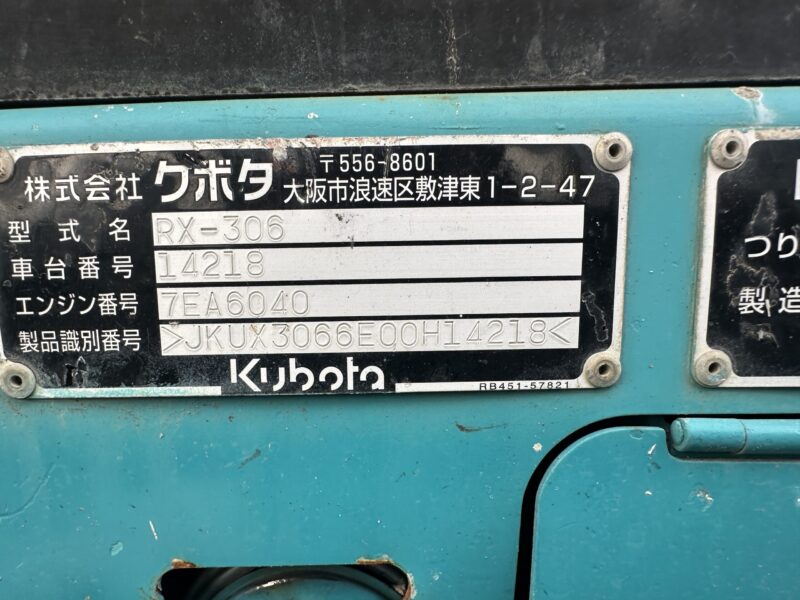 株式会社 クボタ 〒556-8601
大阪市浪速区敷津東1-2-47
型式名 RX-306
車台番号 14218
エンジン番号 7EA6040
製品識別番号 >JKUX3066E00H14218<
Kubota
RB451-57821
つり
製造